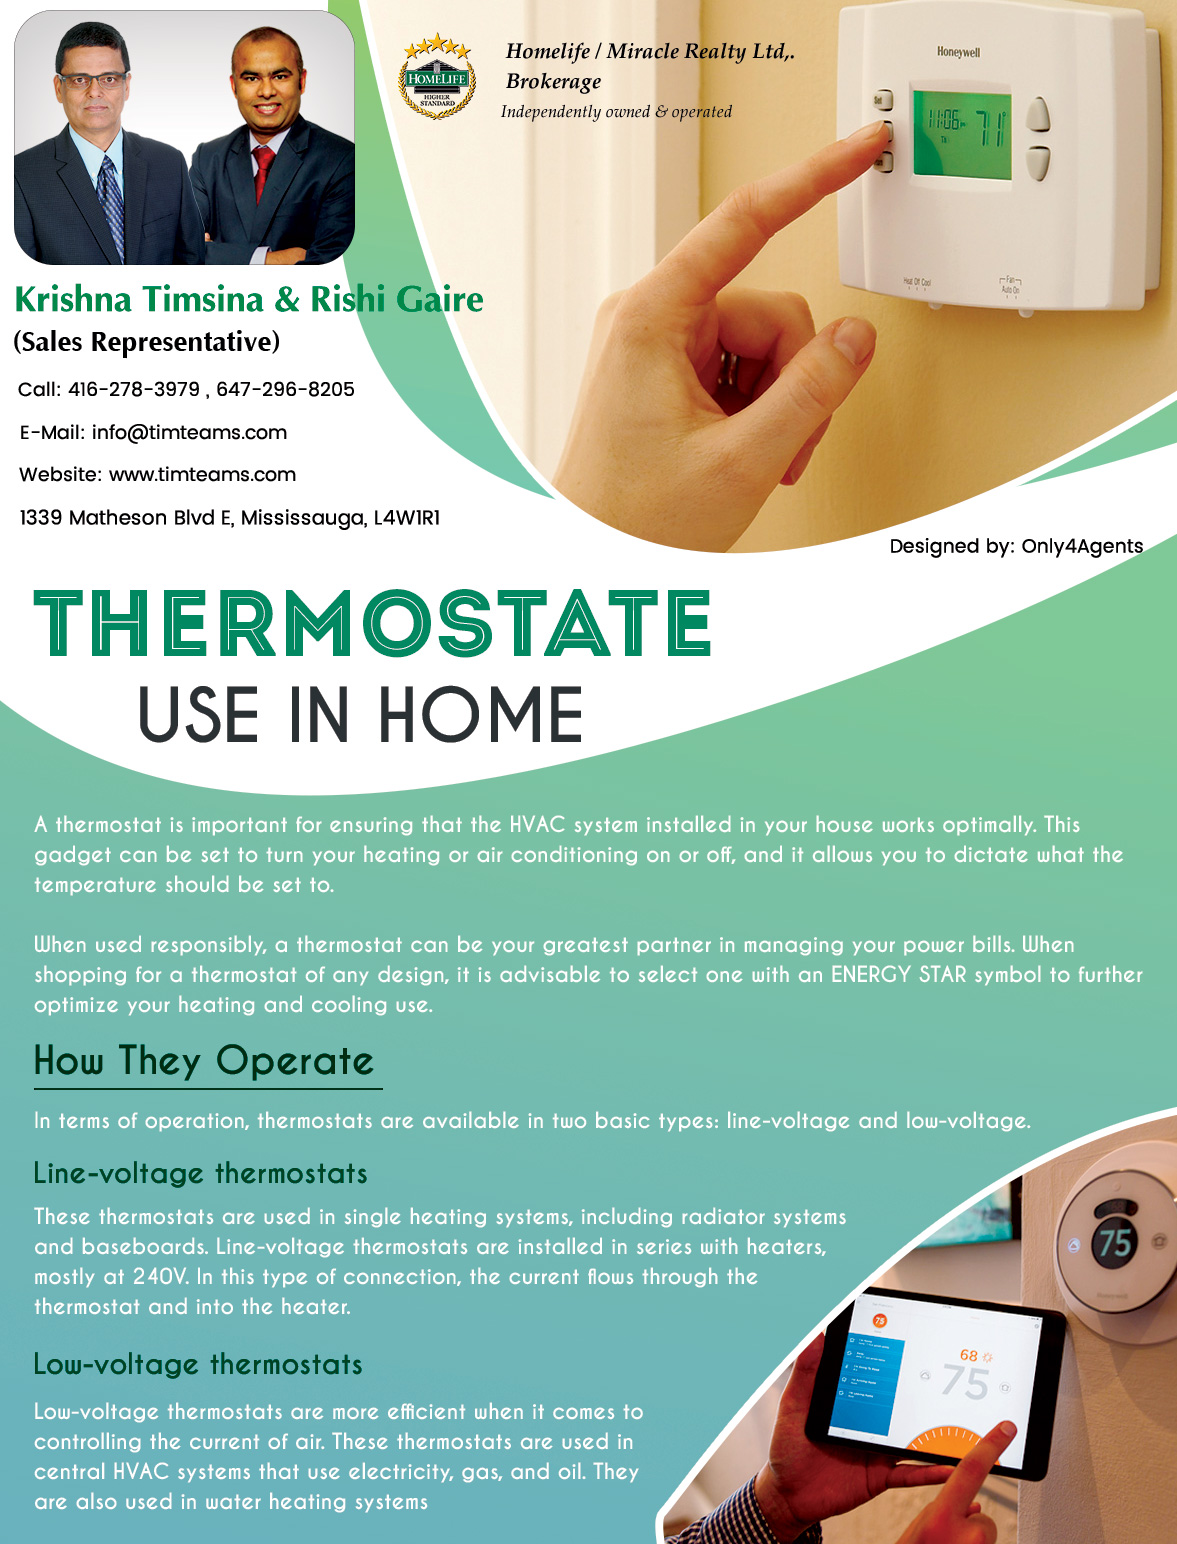 HOMELIFE
HIGHER
STANDARD
Homelife / Miracle Realty Ltd,.
Brokerage
Independently owned & operated
Honeywell
11:06
71°
Heat Off Cool
Fan
Auto On
Krishna Timsina & Rishi Gaire
(Sales Representative)
Call: 416-278-3979 , 647-296-8205
E-Mail: info@timteams.com
Website: www.timteams.com
1339 Matheson Blvd E, Mississauga, L4W1R1
Designed by: Only4Agents
THERMOSTATE
USE IN HOME
A thermostat is important for ensuring that the HVAC system installed in your house works optimally. This
gadget can be set to turn your heating or air conditioning on or off, and it allows you to dictate what the
temperature should be set to.
When used responsibly, a thermostat can be your greatest partner in managing your power bills. When
shopping for a thermostat of any design, it is advisable to select one with an ENERGY STAR symbol to further
optimize your heating and cooling use.
How They Operate
In terms of operation, thermostats are available in two basic types: line-voltage and low-voltage.
Line-voltage thermostats
These thermostats are used in single heating systems, including radiator systems
and baseboards. Line-voltage thermostats are installed in series with heaters,
mostly at 240V. In this type of connection, the current flows through the
thermostat and into the heater.
Low-voltage thermostats
Low-voltage thermostats are more efficient when it comes to
controlling the current of air. These thermostats are used in
central HVAC systems that use electricity, gas, and oil. They
are also used in water heating systems
75
Honeywell
75
68
75